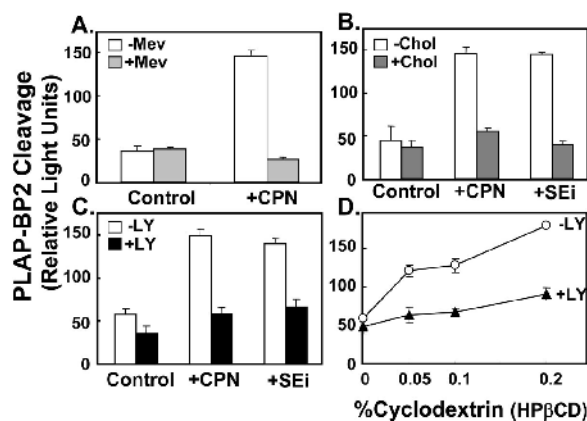 A.
-Mev
+Mev
150
100
50
0
Control
+CPN
B.
-Chol
+Chol
150
100
50
0
Control
+CPN
+SEi
PLAP-BP2 Cleavage
(Relative Light Units)
C.
-LY
+LY
150
100
50
0
Control
+CPN
+SEi
D.
-LY
+LY
150
100
50
0
0
0.05
0.1
0.2
%Cyclodextrin (HPβCD)